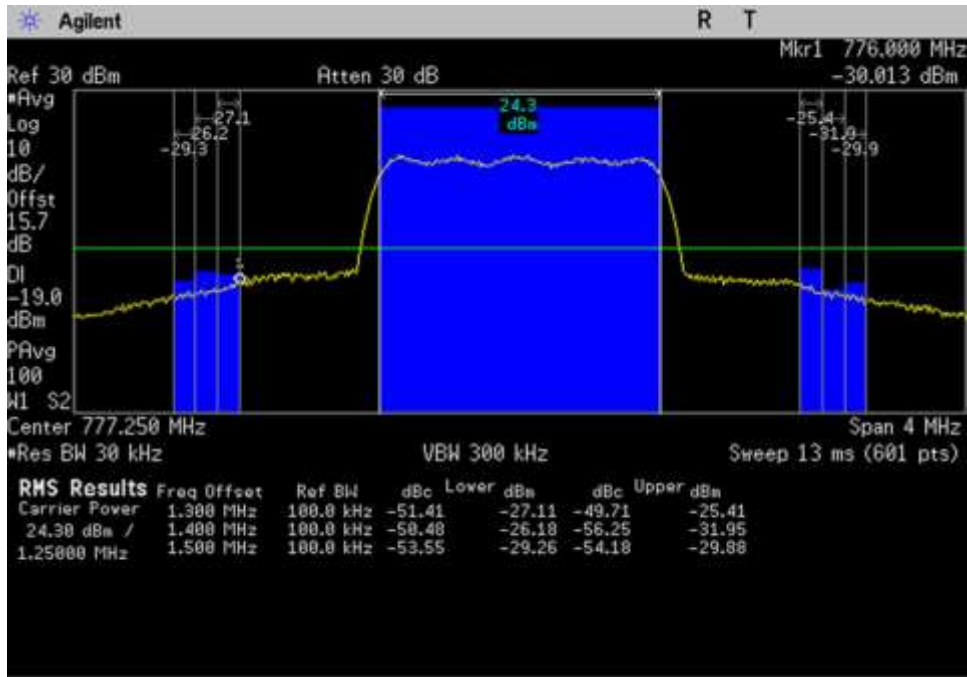 Agilent R T
Mkr1 776.000 MHz
Ref 30 dBm Atten 30 dB -30.013 dBm
*Avg
Log
10
dB/
Offst
15.7
dB
DI
-19.0
dBm
PAvg
100
W1 S2
24.3
dBm
-27.1
-26.2
-29.3
-25.4
-31.9
-29.9
Center 777.250 MHz Span 4 MHz
*Res BW 30 kHz VBW 300 kHz Sweep 13 ms (601 pts)
RMS Results Freq Offset Ref BW dBc Lower dBm dBc Upper dBm
Carrier Power 1.300 MHz 100.0 kHz -51.41 -27.11 -49.71 -25.41
24.30 dBm / 1.400 MHz 100.0 kHz -50.48 -26.18 -56.25 -31.95
1.25000 MHz 1.500 MHz 100.0 kHz -53.55 -29.26 -54.18 -29.88